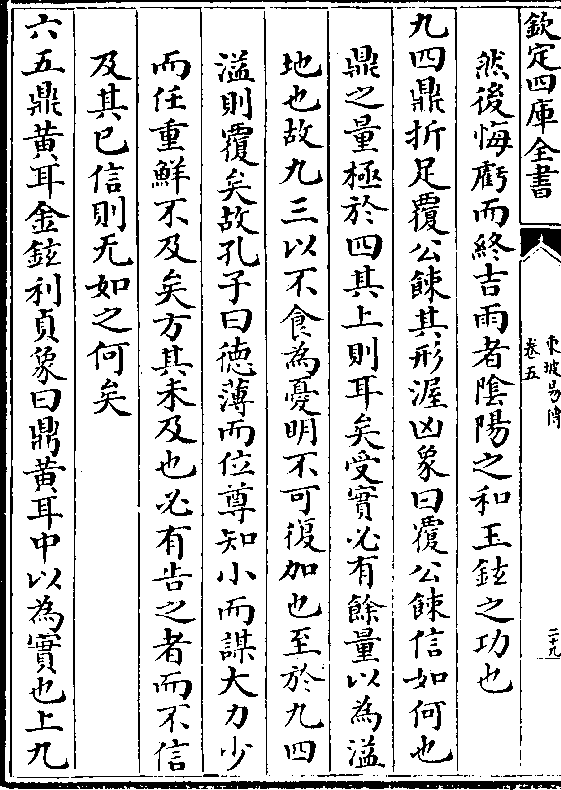 欽定四庫全書
東坡易傳
卷五
二十九
然後悔虧而終吉雨者陰陽之和玉鉉之功也
九四鼎折足覆公餗其形渥凶象曰覆公餗信如何也
鼎之量極於四其上則耳矣受實必有餘量以為溢
地也故九三以不食為憂明不可復加也至於九四
溢則覆矣故孔子曰德薄而位尊知小而謀大力少
而任重鮮不及矣方其未及也必有告之者而不信
及其已信則无如之何矣
六五鼎黃耳金鉉利貞象曰鼎黃耳中以為實也上九